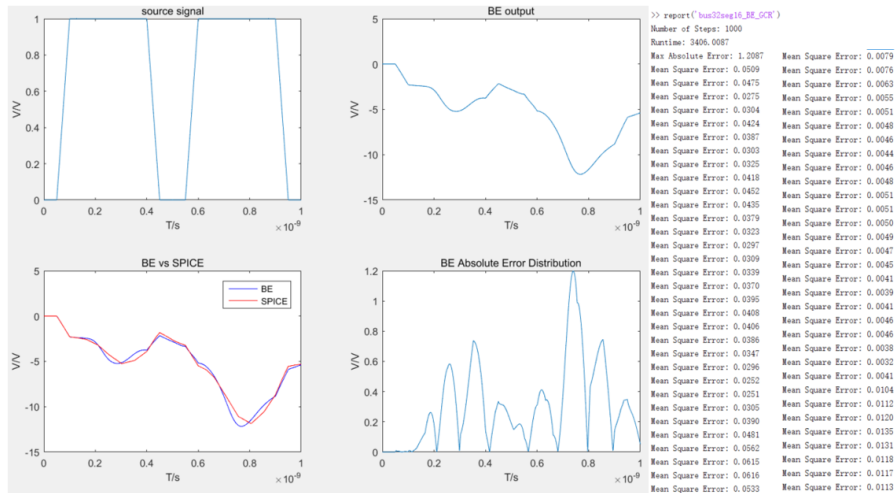 source signal
V/V
1
0.8
0.6
0.4
0.2
0
0 0.2 0.4 0.6 0.8 1
T/s ×10-9
BE output
V/V
5
0
-5
-10
-15
0 0.2 0.4 0.6 0.8 1
T/s ×10-9
BE vs SPICE
BE
SPICE
V/V
5
0
-5
-10
-15
0 0.2 0.4 0.6 0.8 1
T/s ×10-9
BE Absolute Error Distribution
V/V
1.2
1
0.8
0.6
0.4
0.2
0
0 0.2 0.4 0.6 0.8 1
T/s ×10-9
>> report('bus32seg16_BE_GCR')
Number of Steps: 1000
Runtime: 3406.0087
Max Absolute Error: 1.2087
Mean Square Error: 0.0509
Mean Square Error: 0.0475
Mean Square Error: 0.0275
Mean Square Error: 0.0304
Mean Square Error: 0.0424
Mean Square Error: 0.0387
Mean Square Error: 0.0303
Mean Square Error: 0.0325
Mean Square Error: 0.0418
Mean Square Error: 0.0452
Mean Square Error: 0.0435
Mean Square Error: 0.0379
Mean Square Error: 0.0323
Mean Square Error: 0.0297
Mean Square Error: 0.0309
Mean Square Error: 0.0339
Mean Square Error: 0.0370
Mean Square Error: 0.0395
Mean Square Error: 0.0408
Mean Square Error: 0.0406
Mean Square Error: 0.0386
Mean Square Error: 0.0347
Mean Square Error: 0.0296
Mean Square Error: 0.0252
Mean Square Error: 0.0251
Mean Square Error: 0.0305
Mean Square Error: 0.0390
Mean Square Error: 0.0481
Mean Square Error: 0.0562
Mean Square Error: 0.0615
Mean Square Error: 0.0616
Mean Square Error: 0.0533
Mean Square Error: 0.0079
Mean Square Error: 0.0076
Mean Square Error: 0.0063
Mean Square Error: 0.0055
Mean Square Error: 0.0051
Mean Square Error: 0.0048
Mean Square Error: 0.0046
Mean Square Error: 0.0044
Mean Square Error: 0.0046
Mean Square Error: 0.0048
Mean Square Error: 0.0051
Mean Square Error: 0.0051
Mean Square Error: 0.0050
Mean Square Error: 0.0049
Mean Square Error: 0.0047
Mean Square Error: 0.0045
Mean Square Error: 0.0041
Mean Square Error: 0.0039
Mean Square Error: 0.0041
Mean Square Error: 0.0046
Mean Square Error: 0.0046
Mean Square Error: 0.0038
Mean Square Error: 0.0032
Mean Square Error: 0.0041
Mean Square Error: 0.0104
Mean Square Error: 0.0112
Mean Square Error: 0.0120
Mean Square Error: 0.0135
Mean Square Error: 0.0131
Mean Square Error: 0.0118
Mean Square Error: 0.0117
Mean Square Error: 0.0113